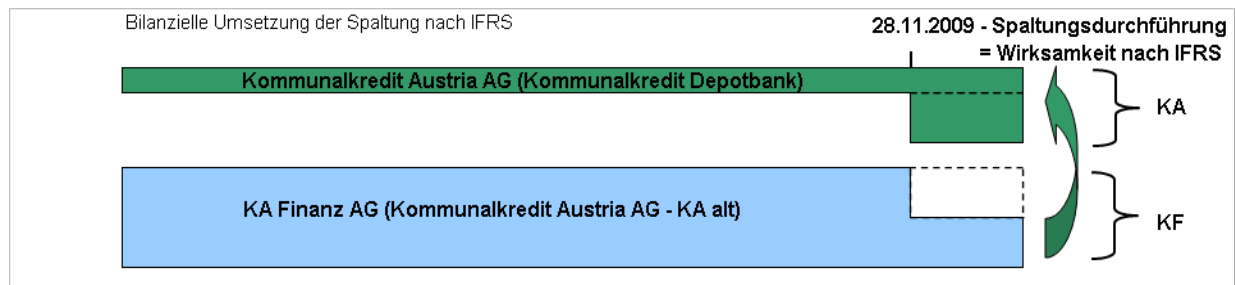 Bilanzielle Umsetzung der Spaltung nach IFRS
28.11.2009 - Spaltungsdurchführung
= Wirksamkeit nach IFRS
Kommunalkredit Austria AG (Kommunalkredit Depotbank)
KA
KA Finanz AG (Kommunalkredit Austria AG - KA alt)
KF